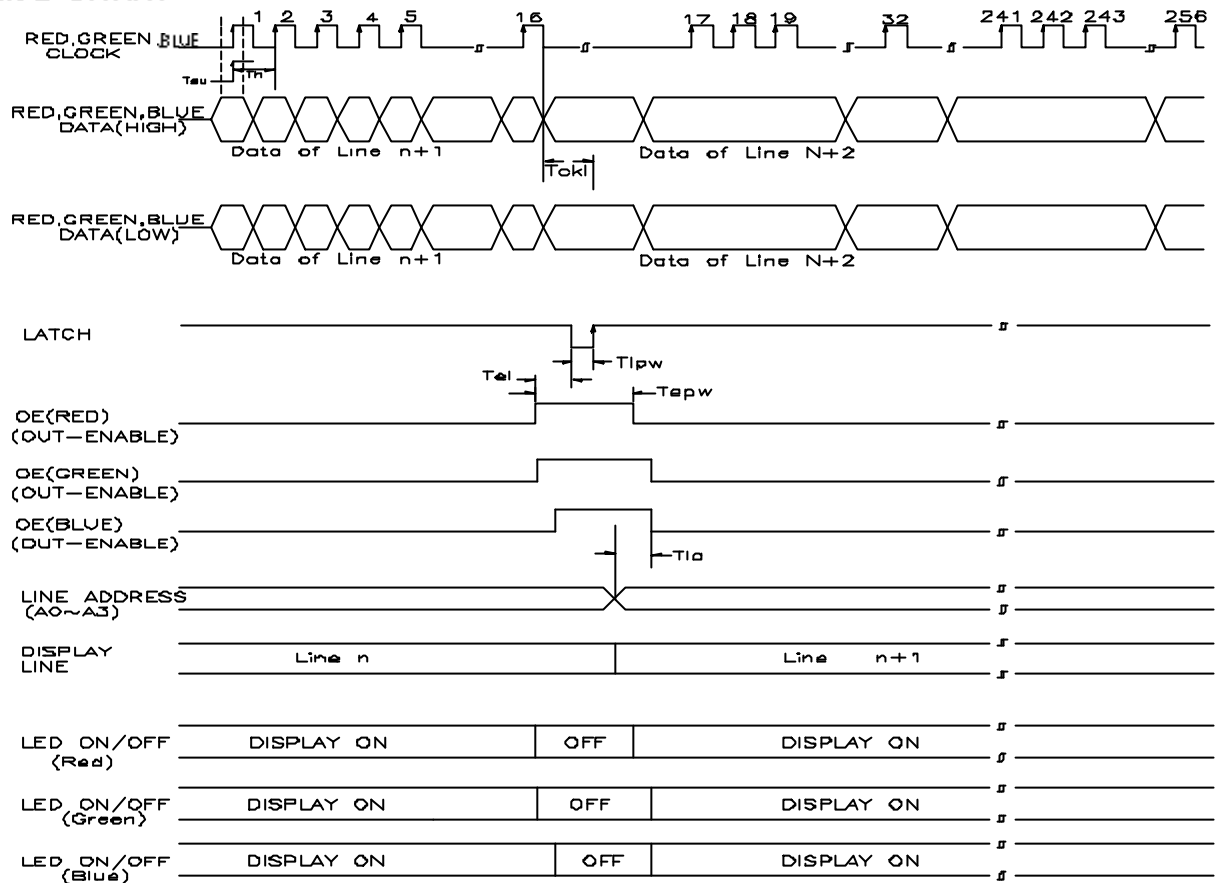 1 2 3 4 5 16 17 18 19 32 241 242 243 256
RED,GREEN,BLUE
CLOCK
Tsu Th
RED,GREEN,BLUE
DATA(HIGH)
Data of Line n+1 Data of Line N+2
Tckl
RED,GREEN,BLUE
DATA(LOW)
Data of Line n+1 Data of Line N+2
LATCH
Tlpw
Tel
Tepw
OE(RED)
(OUT-ENABLE)
OE(GREEN)
(OUT-ENABLE)
OE(BLUE)
(OUT-ENABLE)
Tla
LINE ADDRESS
(A0~A3)
DISPLAY
LINE
Line n Line n+1
LED ON/OFF
(Red)
DISPLAY ON OFF DISPLAY ON
LED ON/OFF
(Green)
DISPLAY ON OFF DISPLAY ON
LED ON/OFF
(Blue)
DISPLAY ON OFF DISPLAY ON